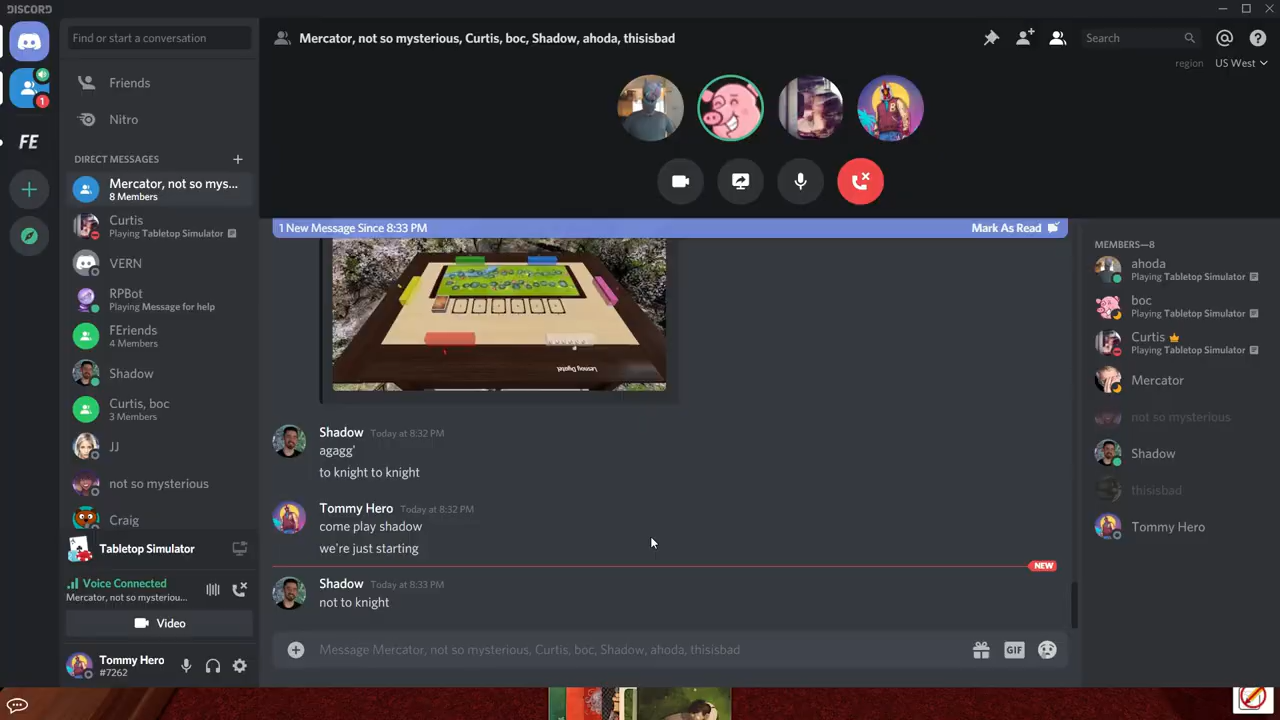 DISCORD
Find or start a conversation
Mercator, not so mysterious, Curtis, boc, Shadow, ahoda, thisisbad
Search
region
US West
1
FE
Friends
Nitro
DIRECT MESSAGES
Mercator, not so mys...
8 Members
Curtis
Playing Tabletop Simulator
VERN
RPBot
Playing Message for help
FEriends
4 Members
Shadow
Curtis, boc
3 Members
JJ
not so mysterious
Craig
Tabletop Simulator
Voice Connected
Mercator, not so mysteriou...
Video
Tommy Hero
#7262
1 New Message Since 8:33 PM
Mark As Read
Shadow Today at 8:32 PM
agagg'
to knight to knight
Tommy Hero Today at 8:32 PM
come play shadow
we're just starting
NEW
Shadow Today at 8:33 PM
not to knight
Message Mercator, not so mysterious, Curtis, boc, Shadow, ahoda, thisisbad
GIF
MEMBERS—8
ahoda
Playing Tabletop Simulator
boc
Playing Tabletop Simulator
Curtis
Playing Tabletop Simulator
Mercator
not so mysterious
Shadow
thisisbad
Tommy Hero